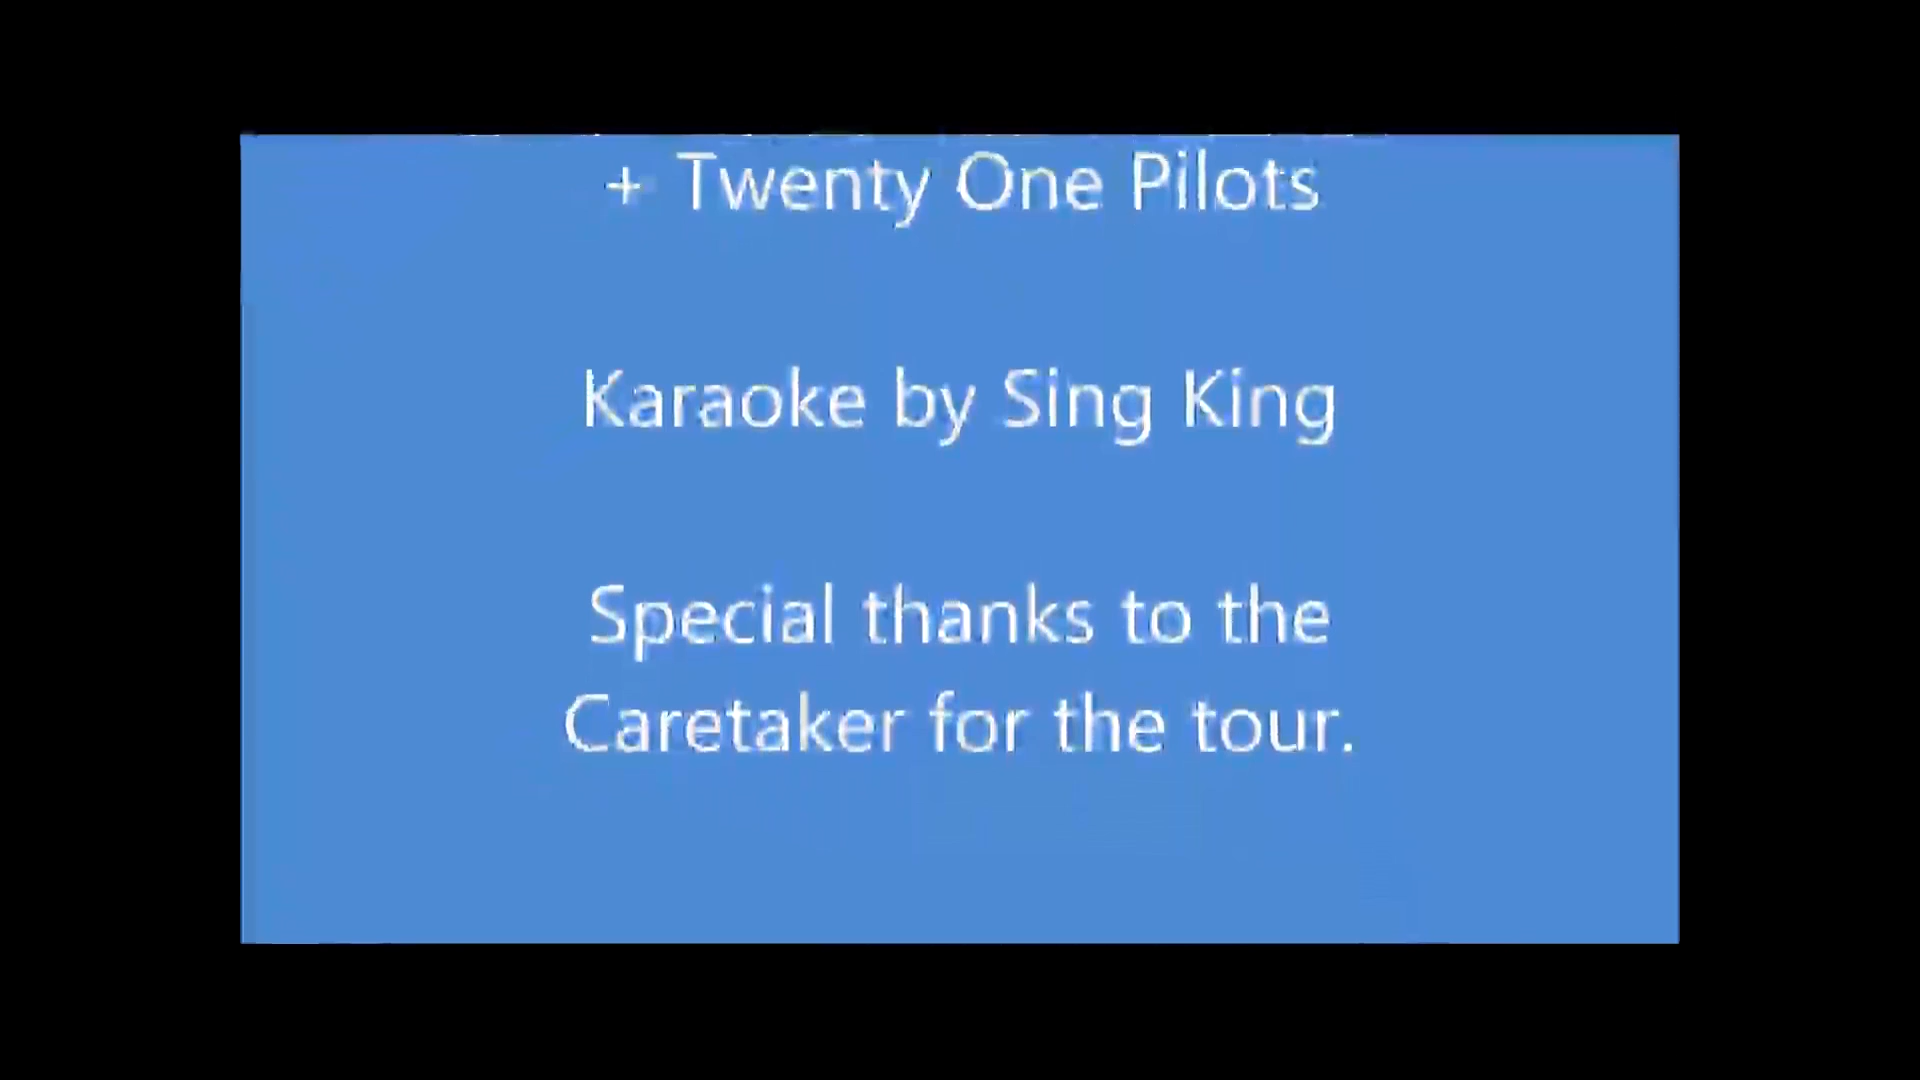 + Twenty One Pilots
Karaoke by Sing King
Special thanks to the
Caretaker for the tour.